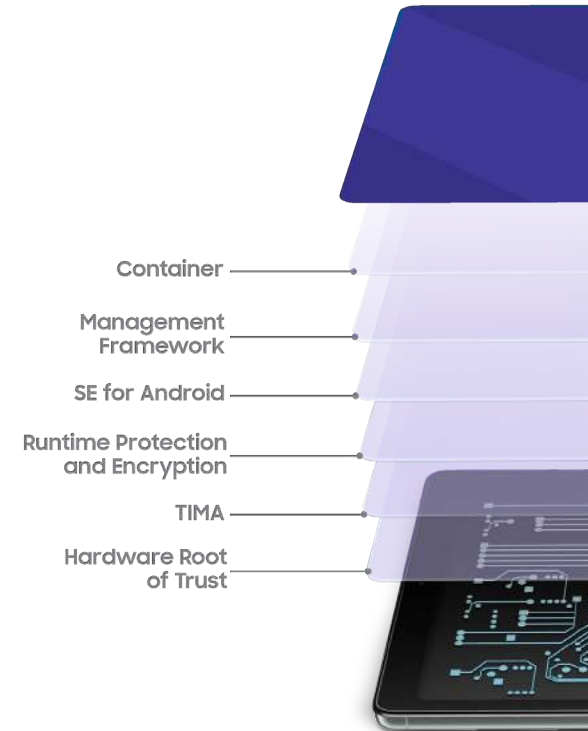 Container
Management
Framework
SE for Android
Runtime Protection
and Encryption
TIMA
Hardware Root
of Trust